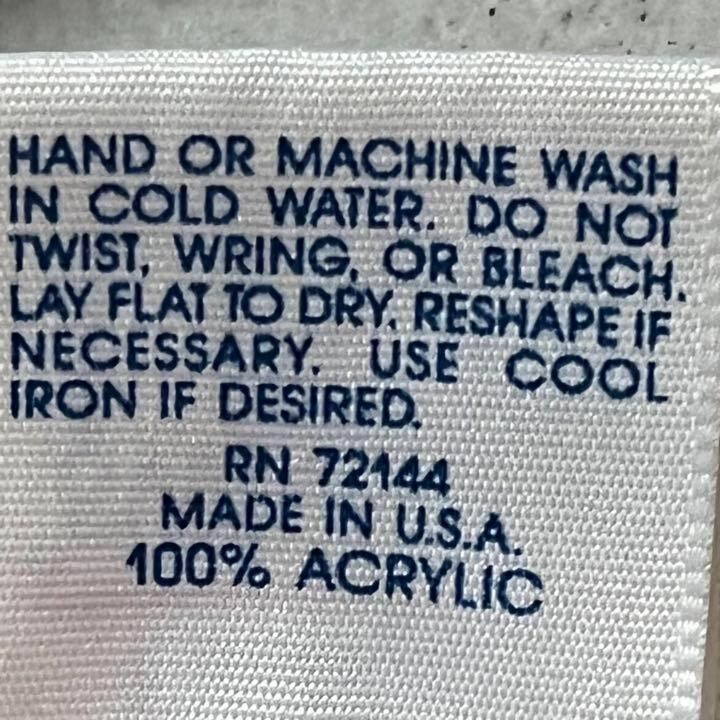 HAND OR MACHINE WASH
IN COLD WATER. DO NOT
TWIST, WRING, OR BLEACH.
LAY FLAT TO DRY. RESHAPE IF
NECESSARY. USE COOL
IRON IF DESIRED.
RN 72144
MADE IN U.S.A.
100% ACRYLIC